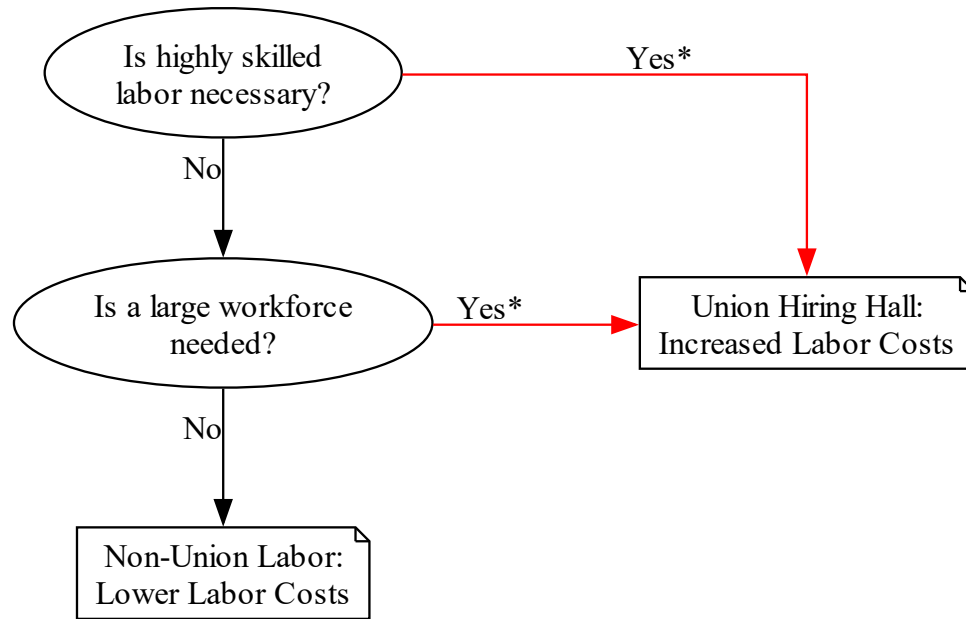 Is highly skilled
labor necessary?
Yes*
No
Is a large workforce
needed?
Yes*
Union Hiring Hall:
Increased Labor Costs
No
Non-Union Labor:
Lower Labor Costs